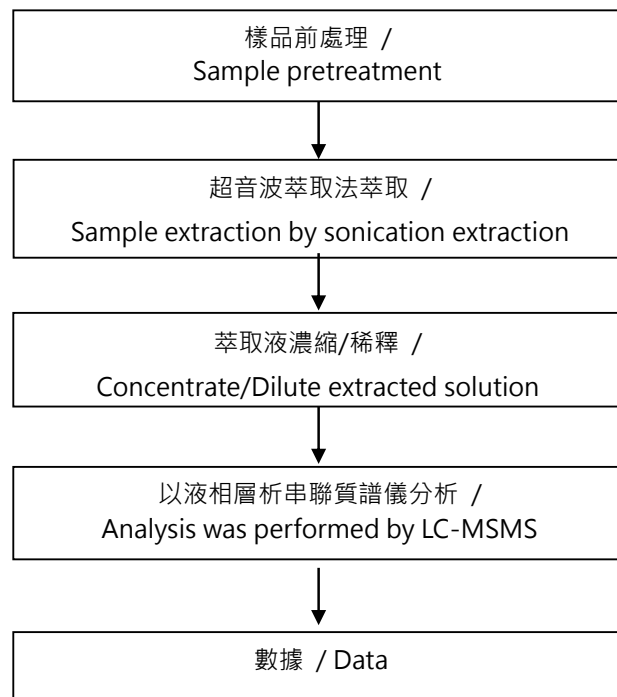 樣品前處理 /
Sample pretreatment
超音波萃取法萃取 /
Sample extraction by sonication extraction
萃取液濃縮/稀釋 /
Concentrate/Dilute extracted solution
以液相層析串聯質譜儀分析 /
Analysis was performed by LC-MSMS
數據 / Data